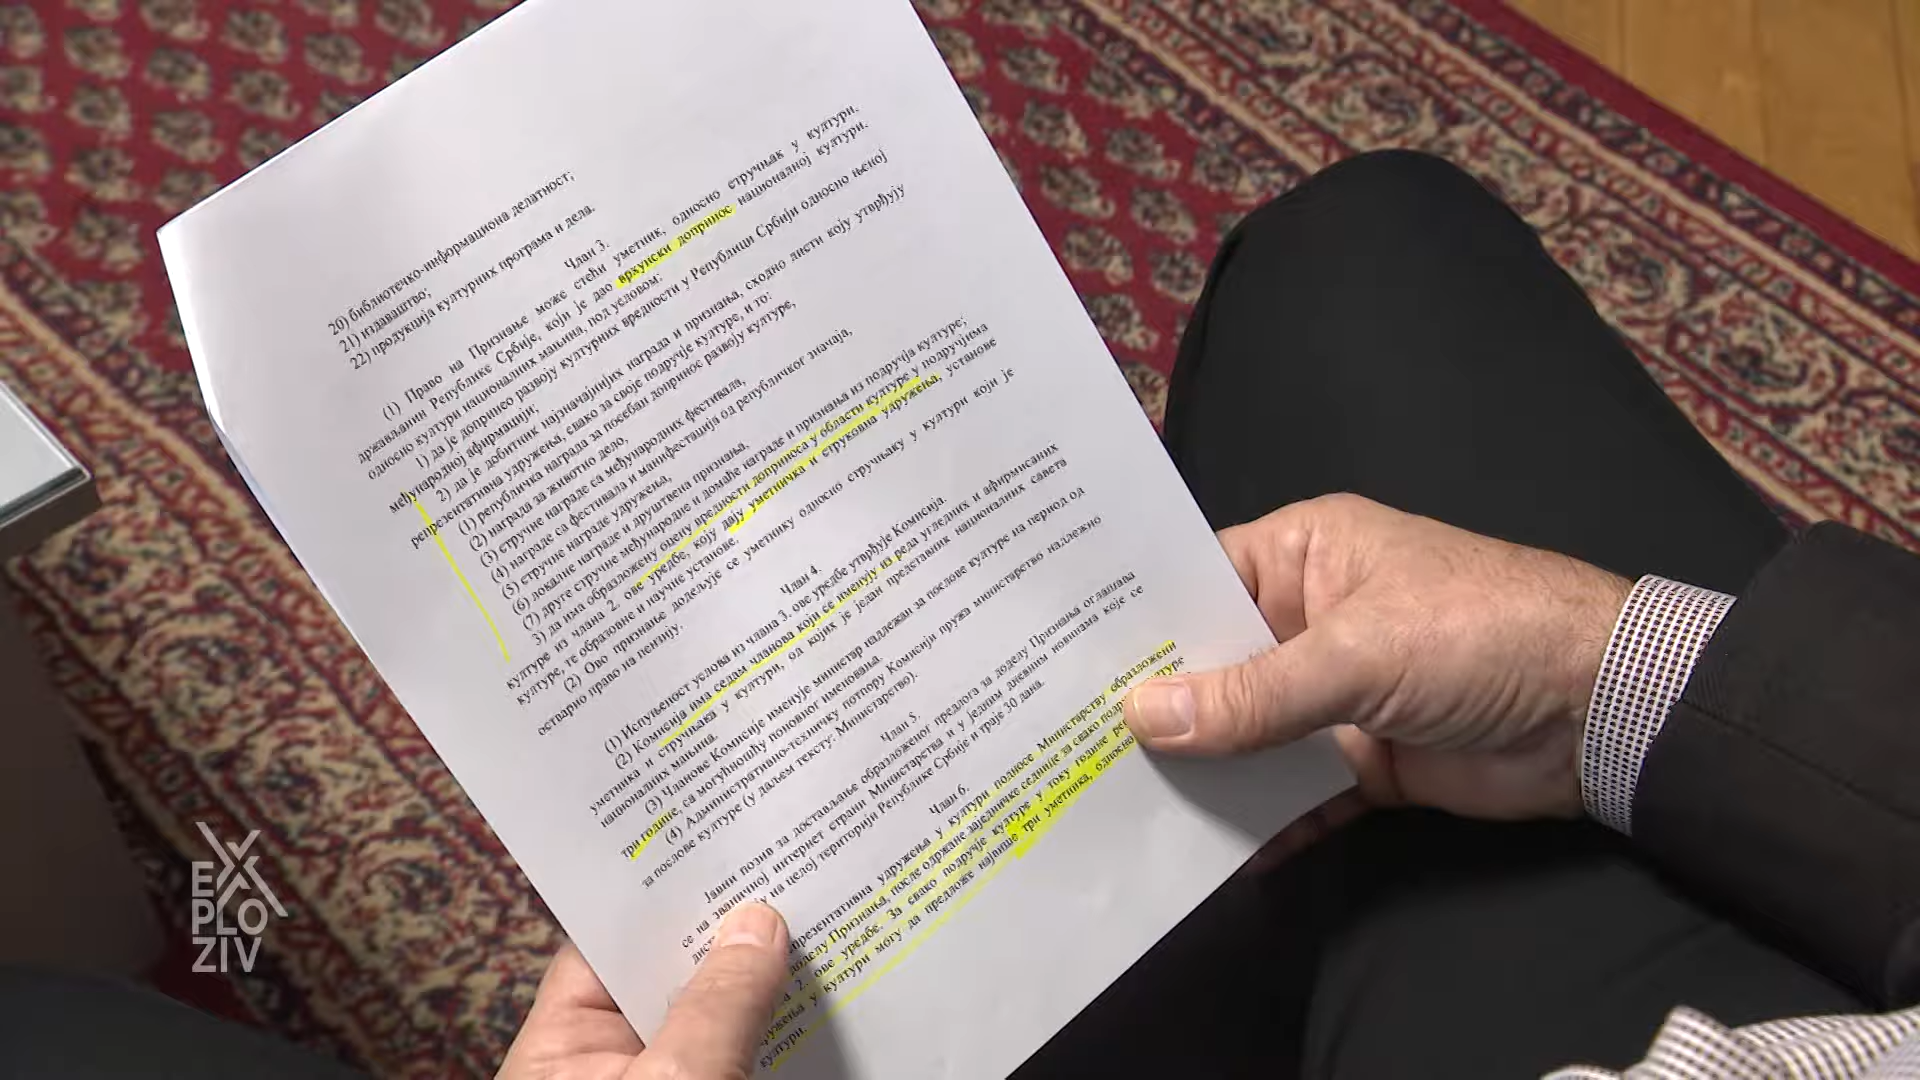 20) библиотечко-информациона делатност;
21) издаваштво;
22) продукција културних програма и дела.
Члан 3.
(1) Право на Признање може стећи уметник, односно стручњак у култури,
држављанин Републике Србије, који је дао врхунски допринос националној култури,
односно култури националних мањина, под условом:
1) да је допринео развоју културних вредности у Републици Србији односно њеној
међународној афирмацији;
2) да је добитник најзначајнијих награда и признања, сходно листи коју утврђују
репрезентативна удружења, свако за своје подручје културе, и то:
(1) републичка награда за посебан допринос развоју културе,
(2) награда за животно дело,
(3) стручне награде са међународних фестивала,
(4) награде са фестивала и манифестација од републичког значаја,
(5) стручне награде удружења,
(6) локалне награде и друштвена признања,
(7) друге стручне међународне и домаће награде и признања из подручја културе;
3) да има образложену оцену вредности доприноса у области културе у подручјима
културе из члана 2. ове уредбе, коју дају уметничка и струковна удружења, установе
културе, те образовне и научне установе.
(2) Ово признање додељује се уметнику односно стручњаку у култури који је
остварио право на пензију.
Члан 4.
(1) Испуњеност услова из члана 3. ове уредбе утврђује Комисија.
(2) Комисија има седам чланова који се именују из реда угледних и афирмисаних
уметника и стручњака у култури, од којих је један представник националних савета
националних мањина.
(3) Чланове Комисије именује министар надлежан за послове културе на период од
три године, са могућношћу поновног именовања.
(4) Административно-техничку потпору Комисији пружа министарство надлежно
за послове културе (у даљем тексту: Министарство).
Члан 5.
Јавни позив за достављање образложеног предлога за доделу Признања оглашава
се на званичној интернет страни Министарства и у једним дневним новинама које се
на целој територији Републике Србије и траје 30 дана.
Члан 6.
удружења у култури подносе Министарству образложени
доделу Признања, после одржане заједничке седнице за свако
2. ове уредбе. За свако подручје културе у току године
у култури могу да предложе највише три уметника, односно
култури.
EXPLOZIV